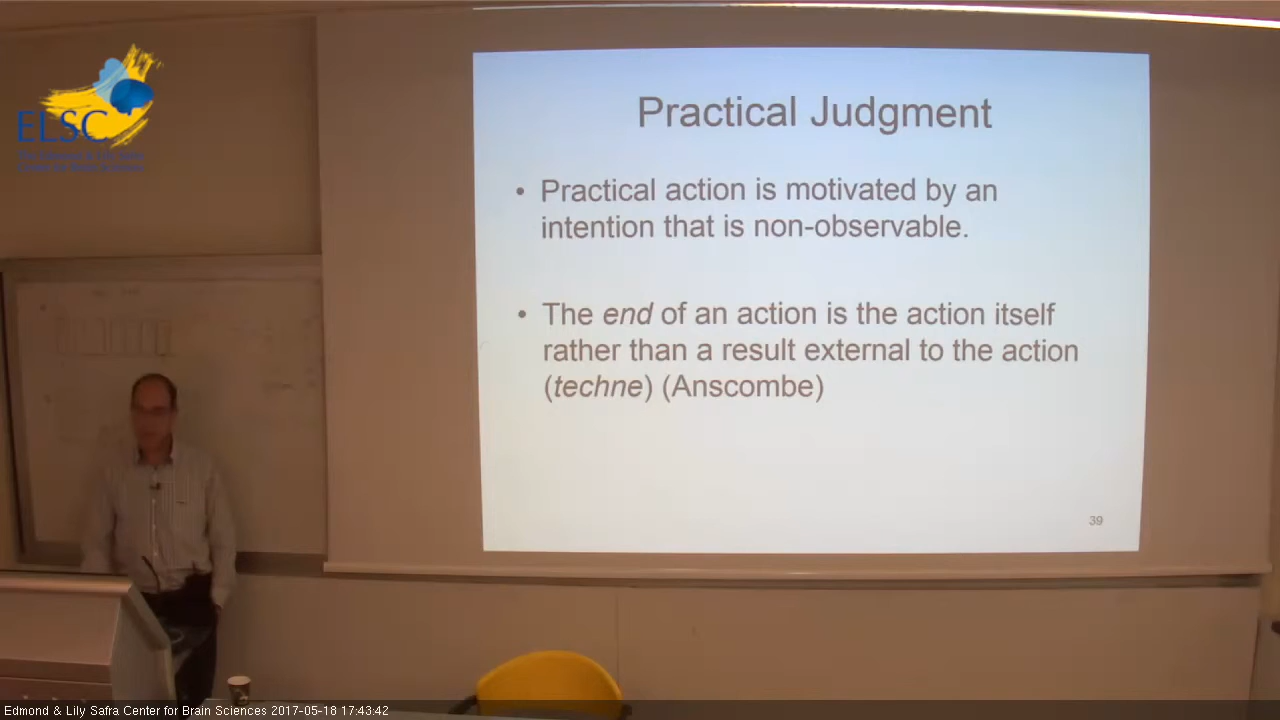 ELSC
Practical Judgment
• Practical action is motivated by an
intention that is non-observable.
• The end of an action is the action itself
rather than a result external to the action
(techne) (Anscombe)
39
Edmond & Lily Safra Center for Brain Sciences 2017-05-18 17:43:42